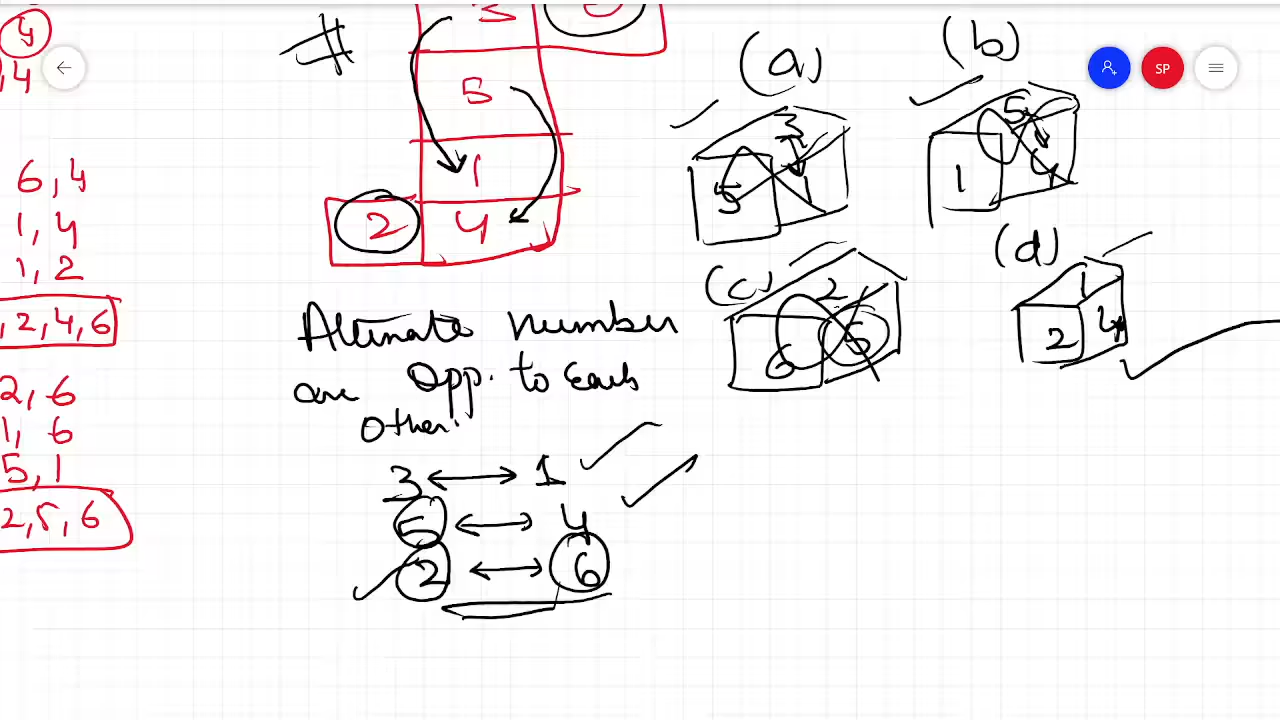 4
,4
6,4
1,4
1,2
,2,4,6
2,6
1,6
5,1
2,5,6
#
3
5
1
2 4
Altinate number
are Opp. to Each
Other.
3 ↔ 1
5 ↔ 4
2 ↔ 6
(a)
3
5 1
(b)
5
1 4
(c)
2
6 5
(d)
1
2 4
SP